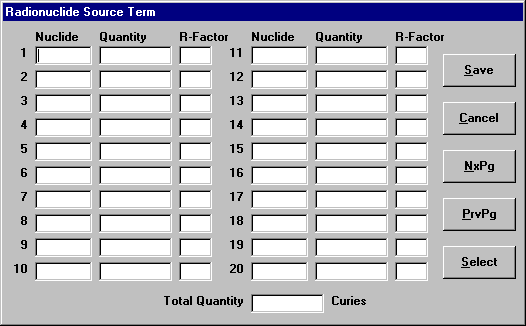 Radionuclide Source Term
Nuclide Quantity R-Factor Nuclide Quantity R-Factor
1 11
2 12
3 13
4 14
5 15
6 16
7 17
8 18
9 19
10 20
Save
Cancel
NxPg
PrvPg
Select
Total Quantity Curies